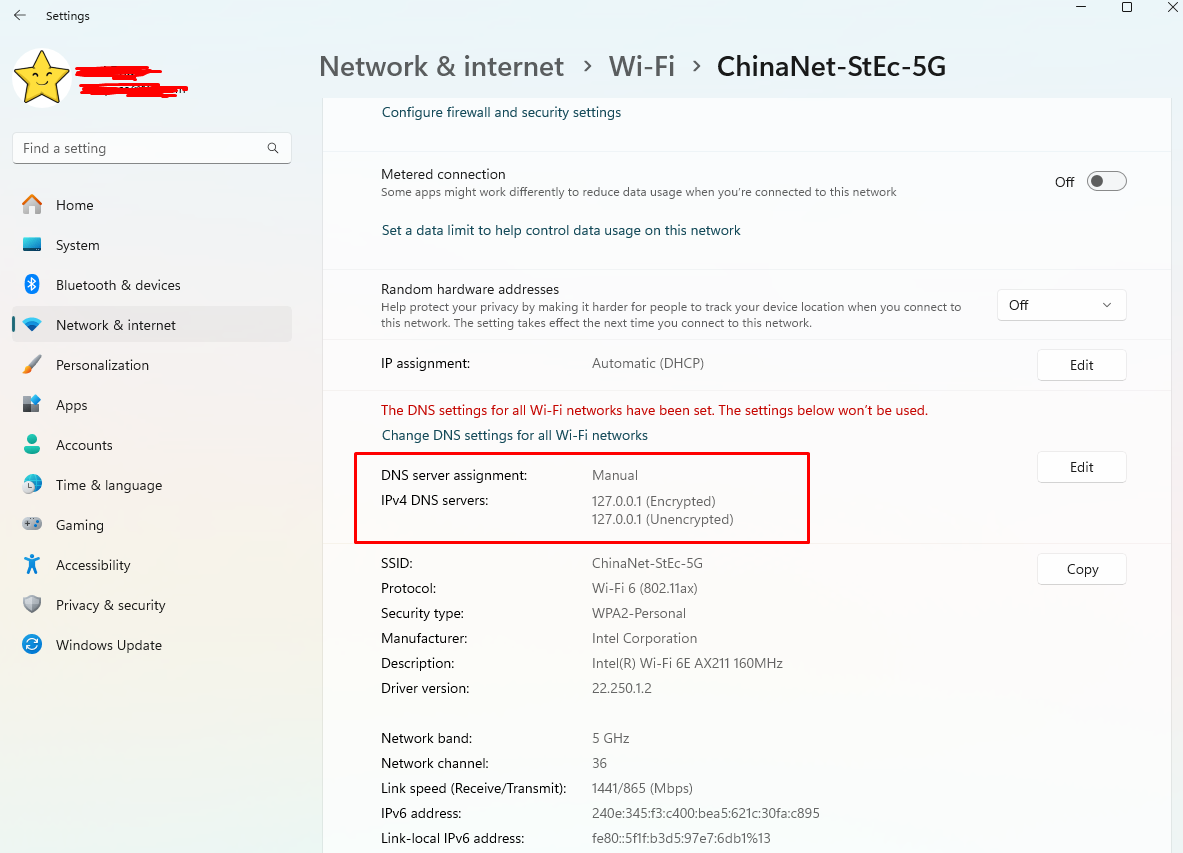 Settings
Network & internet > Wi-Fi > ChinaNet-StEc-5G
Find a setting
Home
System
Bluetooth & devices
Network & internet
Personalization
Apps
Accounts
Time & language
Gaming
Accessibility
Privacy & security
Windows Update
Configure firewall and security settings
Metered connection
Some apps might work differently to reduce data usage when you're connected to this network
Off
Set a data limit to help control data usage on this network
Random hardware addresses
Help protect your privacy by making it harder for people to track your device location when you connect to
this network. The setting takes effect the next time you connect to this network.
Off
IP assignment: Automatic (DHCP)
Edit
The DNS settings for all Wi-Fi networks have been set. The settings below won't be used.
Change DNS settings for all Wi-Fi networks
DNS server assignment: Manual
Edit
IPv4 DNS servers: 127.0.0.1 (Encrypted)
127.0.0.1 (Unencrypted)
SSID: ChinaNet-StEc-5G
Copy
Protocol: Wi-Fi 6 (802.11ax)
Security type: WPA2-Personal
Manufacturer: Intel Corporation
Description: Intel(R) Wi-Fi 6E AX211 160MHz
Driver version: 22.250.1.2
Network band: 5 GHz
Network channel: 36
Link speed (Receive/Transmit): 1441/865 (Mbps)
IPv6 address: 240e:345:f3:c400:bea5:621c:30fa:c895
Link-local IPv6 address: fe80::5f1f:b3d5:97e7:6db1%13